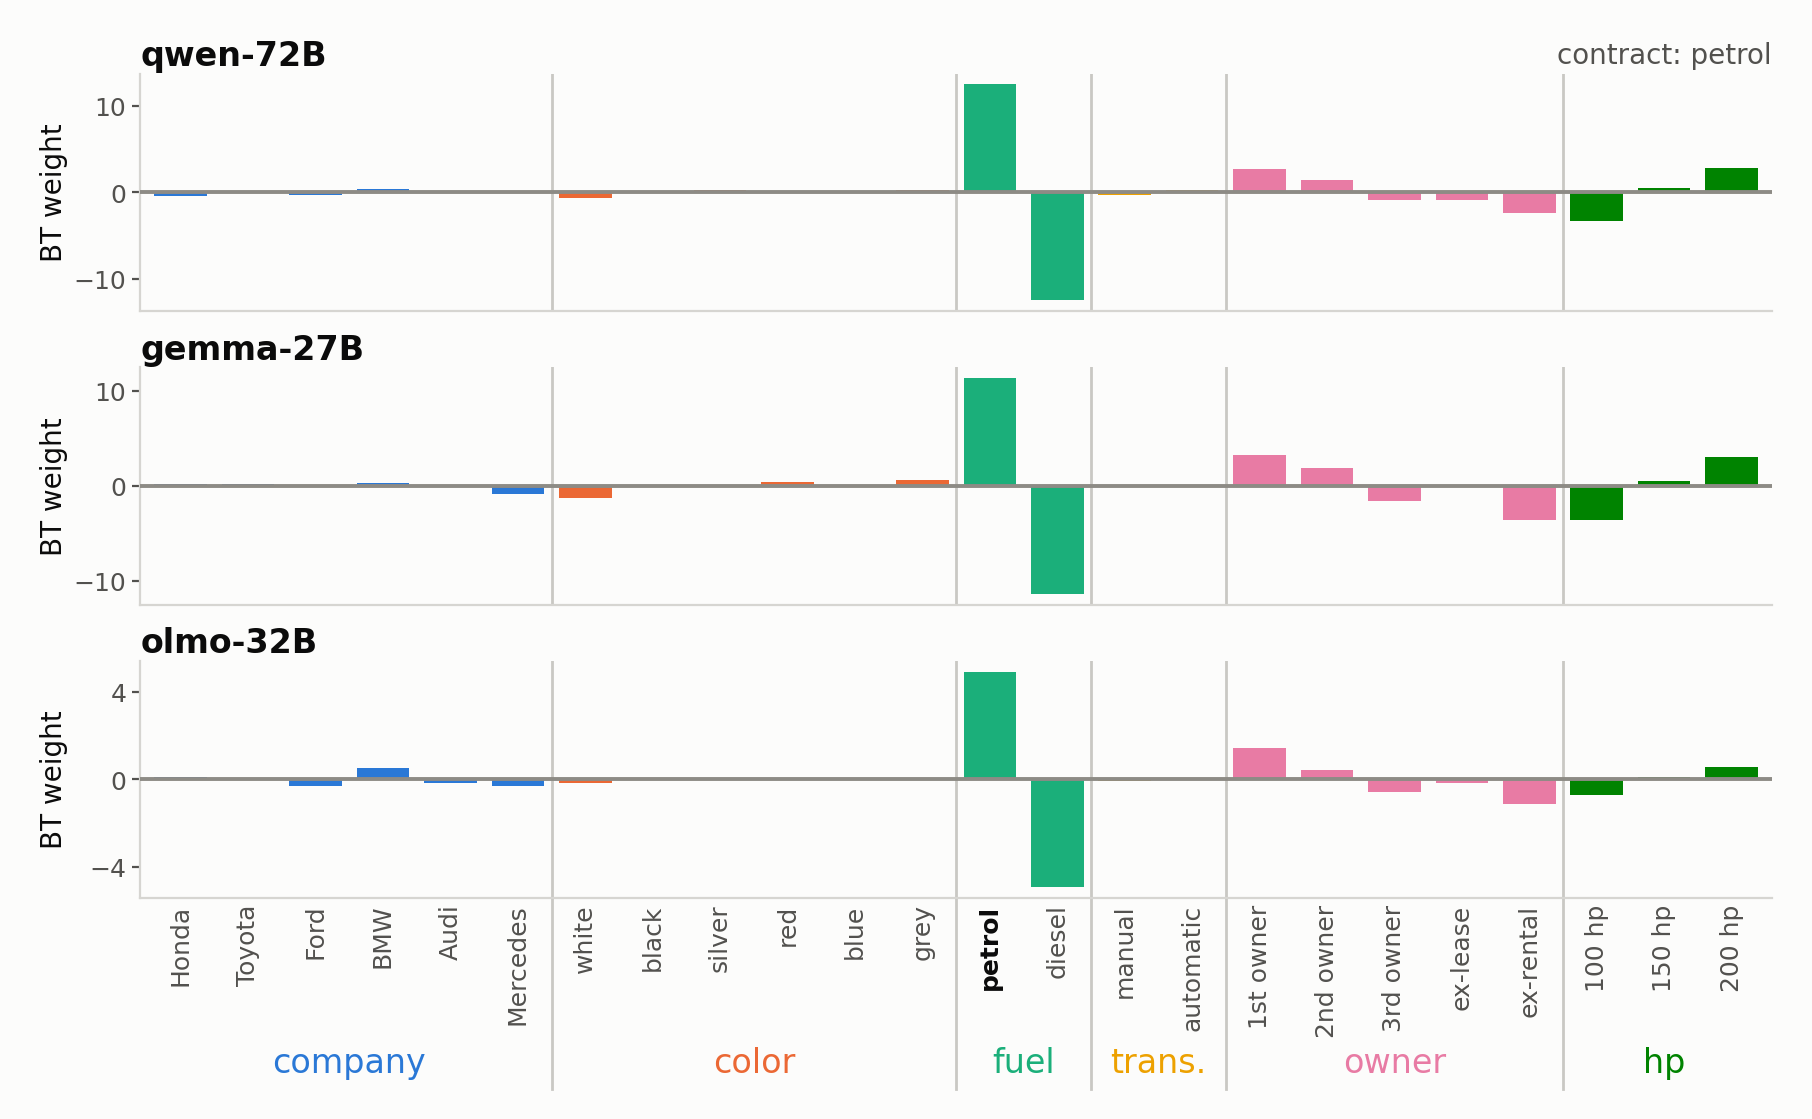 qwen-72B
contract: petrol
BT weight
10
0
−10
gemma-27B
BT weight
10
0
−10
olmo-32B
BT weight
4
0
−4
Honda
Toyota
Ford
BMW
Audi
Mercedes
white
black
silver
red
blue
grey
petrol
diesel
manual
automatic
1st owner
2nd owner
3rd owner
ex-lease
ex-rental
100 hp
150 hp
200 hp
company
color
fuel
trans.
owner
hp